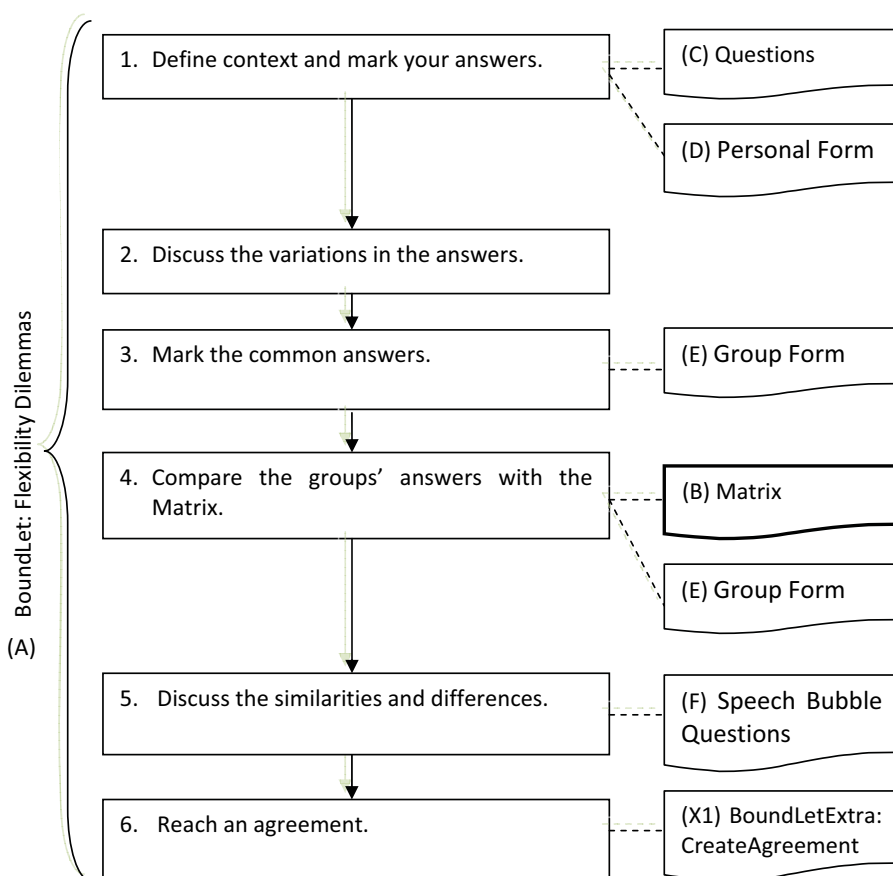 1. Define context and mark your answers.
(C) Questions
(D) Personal Form
2. Discuss the variations in the answers.
3. Mark the common answers.
(E) Group Form
4. Compare the groups’ answers with the
Matrix.
(B) Matrix
(E) Group Form
BoundLet: Flexibility Dilemmas
(A)
5. Discuss the similarities and differences.
(F) Speech Bubble
Questions
6. Reach an agreement.
(X1) BoundLetExtra:
CreateAgreement